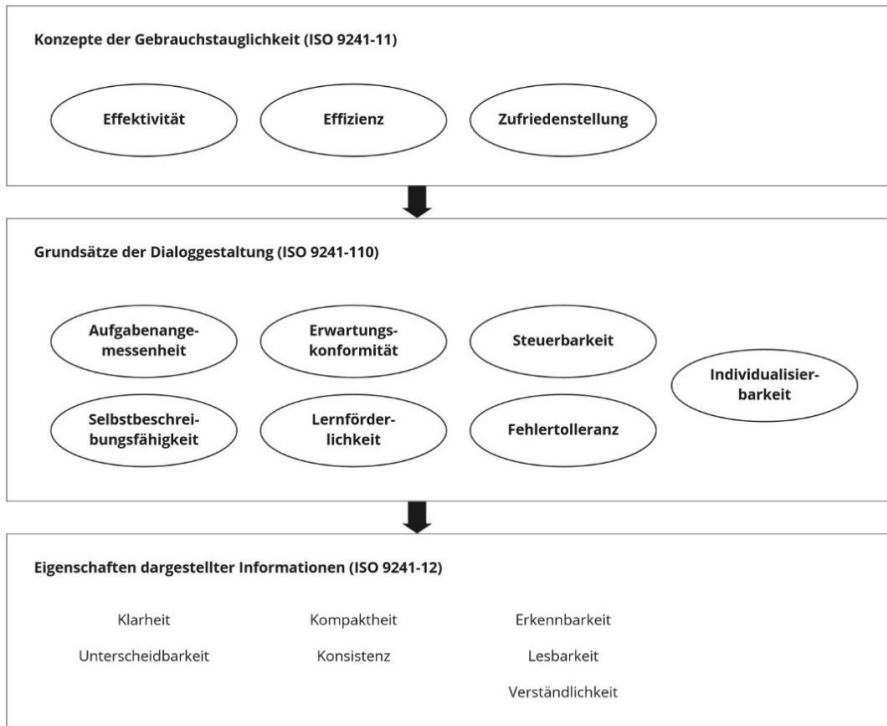 Konzepte der Gebrauchstauglichkeit (ISO 9241-11)
Effektivität
Effizienz
Zufriedenstellung
Grundsätze der Dialoggestaltung (ISO 9241-110)
Aufgabenange-
messenheit
Erwartungs-
konformität
Steuerbarkeit
Individualisier-
barkeit
Selbstbeschrei-
bungsfähigkeit
Lernförder-
lichkeit
Fehlertolleranz
Eigenschaften dargestellter Informationen (ISO 9241-12)
Klarheit
Kompaktheit
Erkennbarkeit
Unterscheidbarkeit
Konsistenz
Lesbarkeit
Verständlichkeit